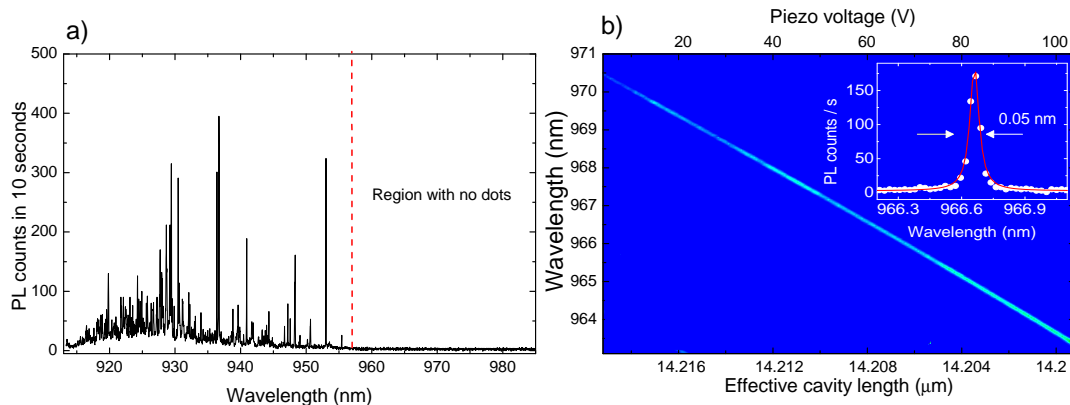 a)
PL counts in 10 seconds
500
400
300
200
100
0
Region with no dots
920 930 940 950 960 970 980
Wavelength (nm)
b)
Piezo voltage (V)
20 40 60 80 100
Wavelength (nm)
971
970
969
968
967
966
965
964
PL counts / s
150
100
50
0
0.05 nm
966.3 966.6 966.9
Wavelength (nm)
14.216 14.212 14.208 14.204 14.2
Effective cavity length (μm)